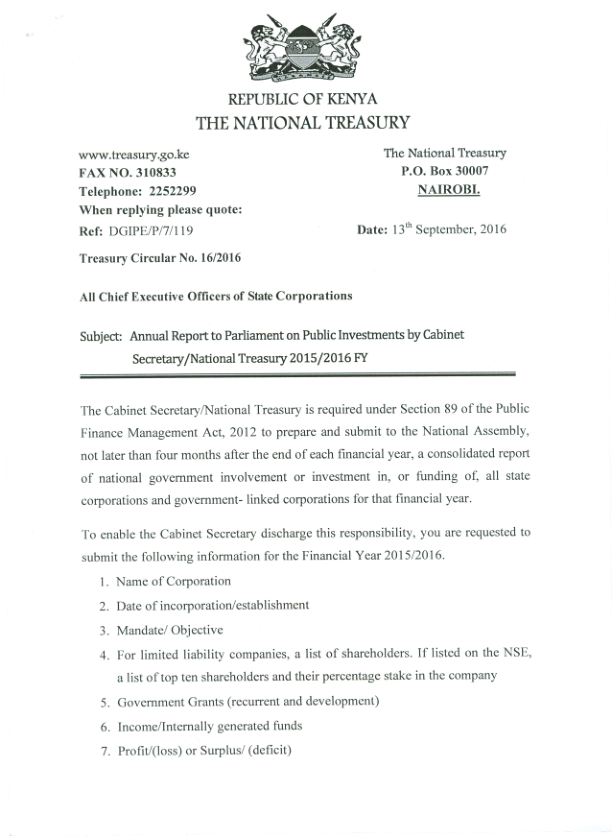 REPUBLIC OF KENYA
THE NATIONAL TREASURY
www.treasury.go.ke
FAX NO. 310833
Telephone: 2252299
When replying please quote:
Ref: DGIPE/P/7/119
The National Treasury
P.O. Box 30007
NAIROBI.
Date: 13th September, 2016
Treasury Circular No. 16/2016
All Chief Executive Officers of State Corporations
Subject: Annual Report to Parliament on Public Investments by Cabinet
Secretary/National Treasury 2015/2016 FY
The Cabinet Secretary/National Treasury is required under Section 89 of the Public
Finance Management Act, 2012 to prepare and submit to the National Assembly,
not later than four months after the end of each financial year, a consolidated report
of national government involvement or investment in, or funding of, all state
corporations and government- linked corporations for that financial year.
To enable the Cabinet Secretary discharge this responsibility, you are requested to
submit the following information for the Financial Year 2015/2016.
1. Name of Corporation
2. Date of incorporation/establishment
3. Mandate/ Objective
4. For limited liability companies, a list of shareholders. If listed on the NSE,
a list of top ten shareholders and their percentage stake in the company
5. Government Grants (recurrent and development)
6. Income/Internally generated funds
7. Profit/(loss) or Surplus/ (deficit)